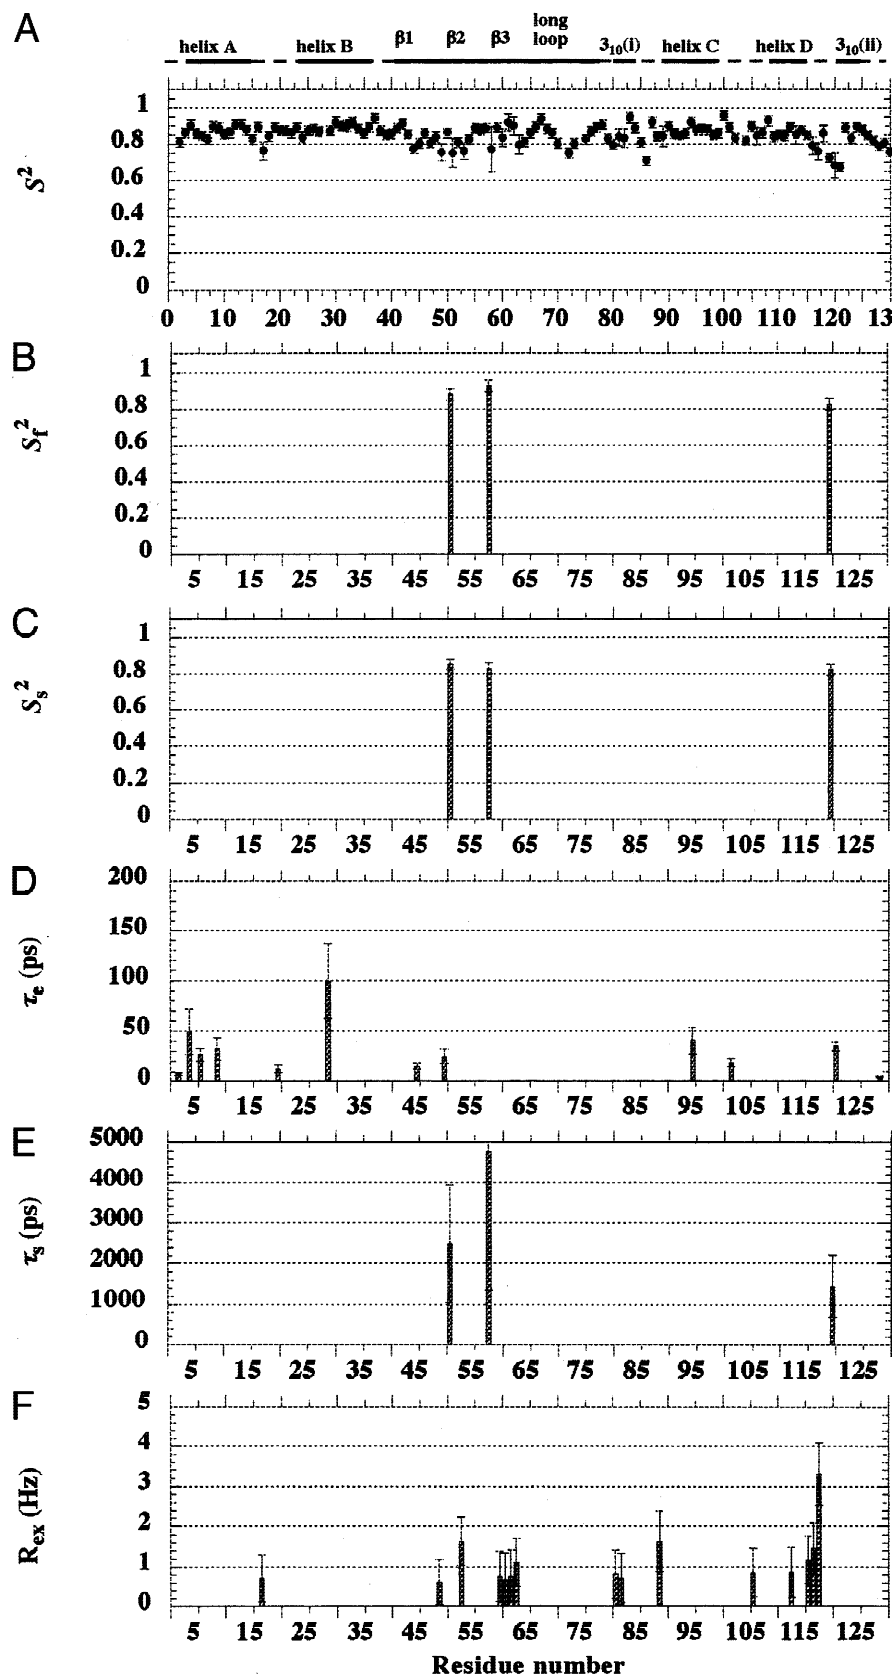 A
helix A helix B β1 β2 β3 long loop 3₁₀(i) helix C helix D 3₁₀(ii)
S²
1
0.8
0.6
0.4
0.2
0
0 10 20 30 40 50 60 70 80 90 100 110 120 13
B
S_f²
1
0.8
0.6
0.4
0.2
0
5 15 25 35 45 55 65 75 85 95 105 115 125
C
S_s²
1
0.8
0.6
0.4
0.2
0
5 15 25 35 45 55 65 75 85 95 105 115 125
D
τ_e (ps)
200
150
100
50
0
5 15 25 35 45 55 65 75 85 95 105 115 125
E
τ_s (ps)
5000
4000
3000
2000
1000
0
5 15 25 35 45 55 65 75 85 95 105 115 125
F
R_ex (Hz)
5
4
3
2
1
0
5 15 25 35 45 55 65 75 85 95 105 115 125
Residue number